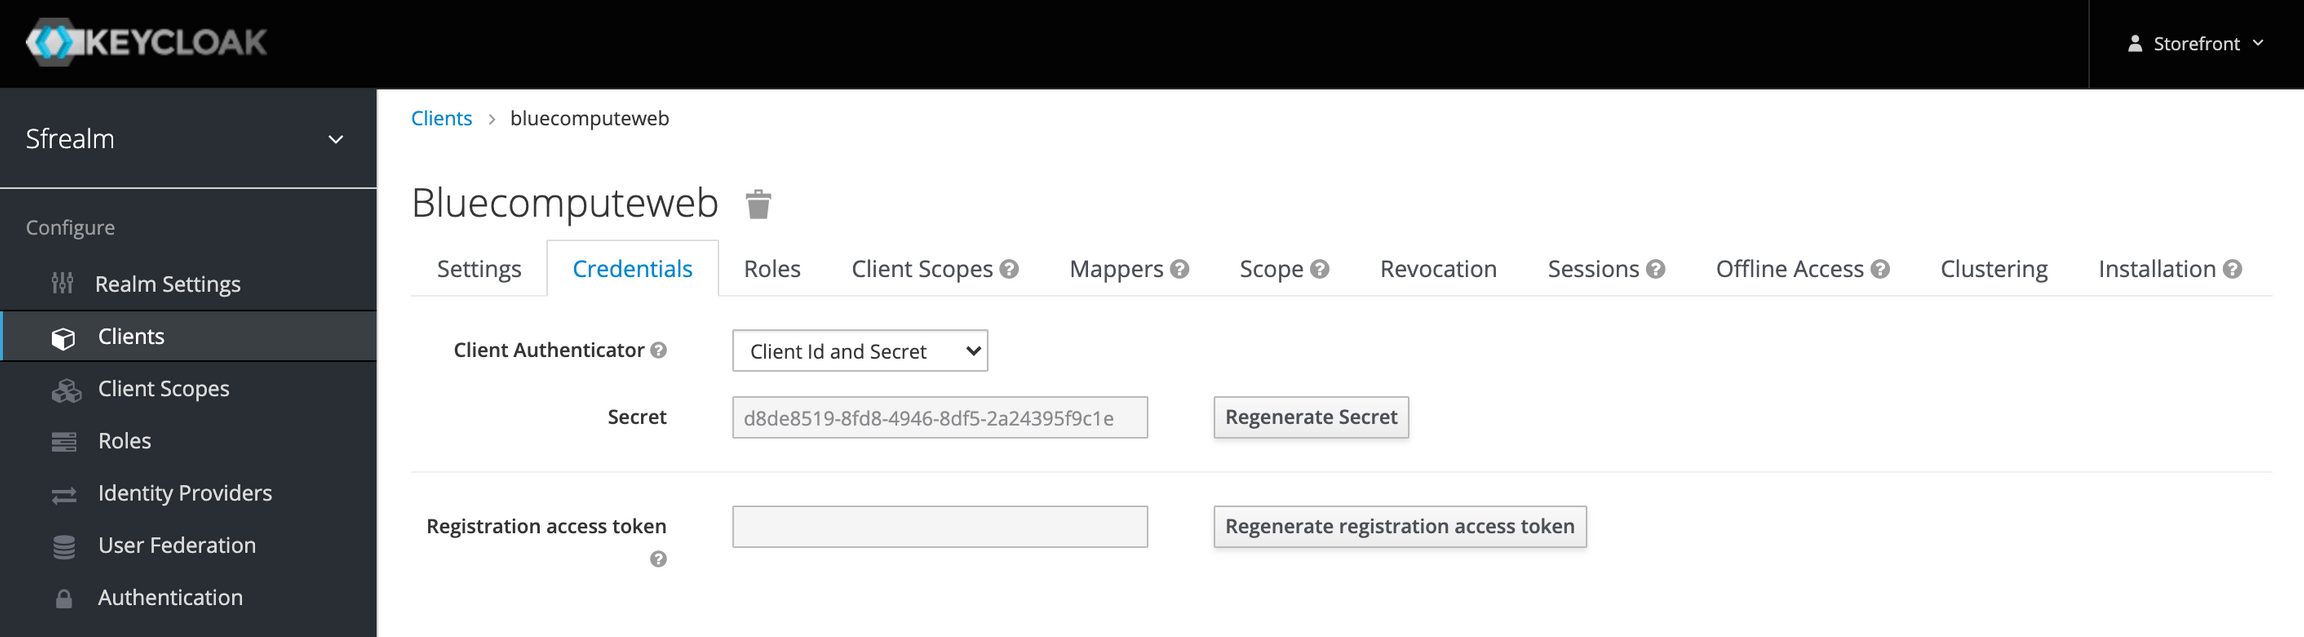 KEYCLOAK
Storefront
Sfrealm
Configure
Realm Settings
Clients
Client Scopes
Roles
Identity Providers
User Federation
Authentication
Clients > bluecomputeweb
Bluecomputeweb
Settings Credentials Roles Client Scopes ? Mappers ? Scope ? Revocation Sessions ? Offline Access ? Clustering Installation ?
Client Authenticator ? Client Id and Secret
Secret d8de8519-8fd8-4946-8df5-2a24395f9c1e Regenerate Secret
Registration access token Regenerate registration access token
?